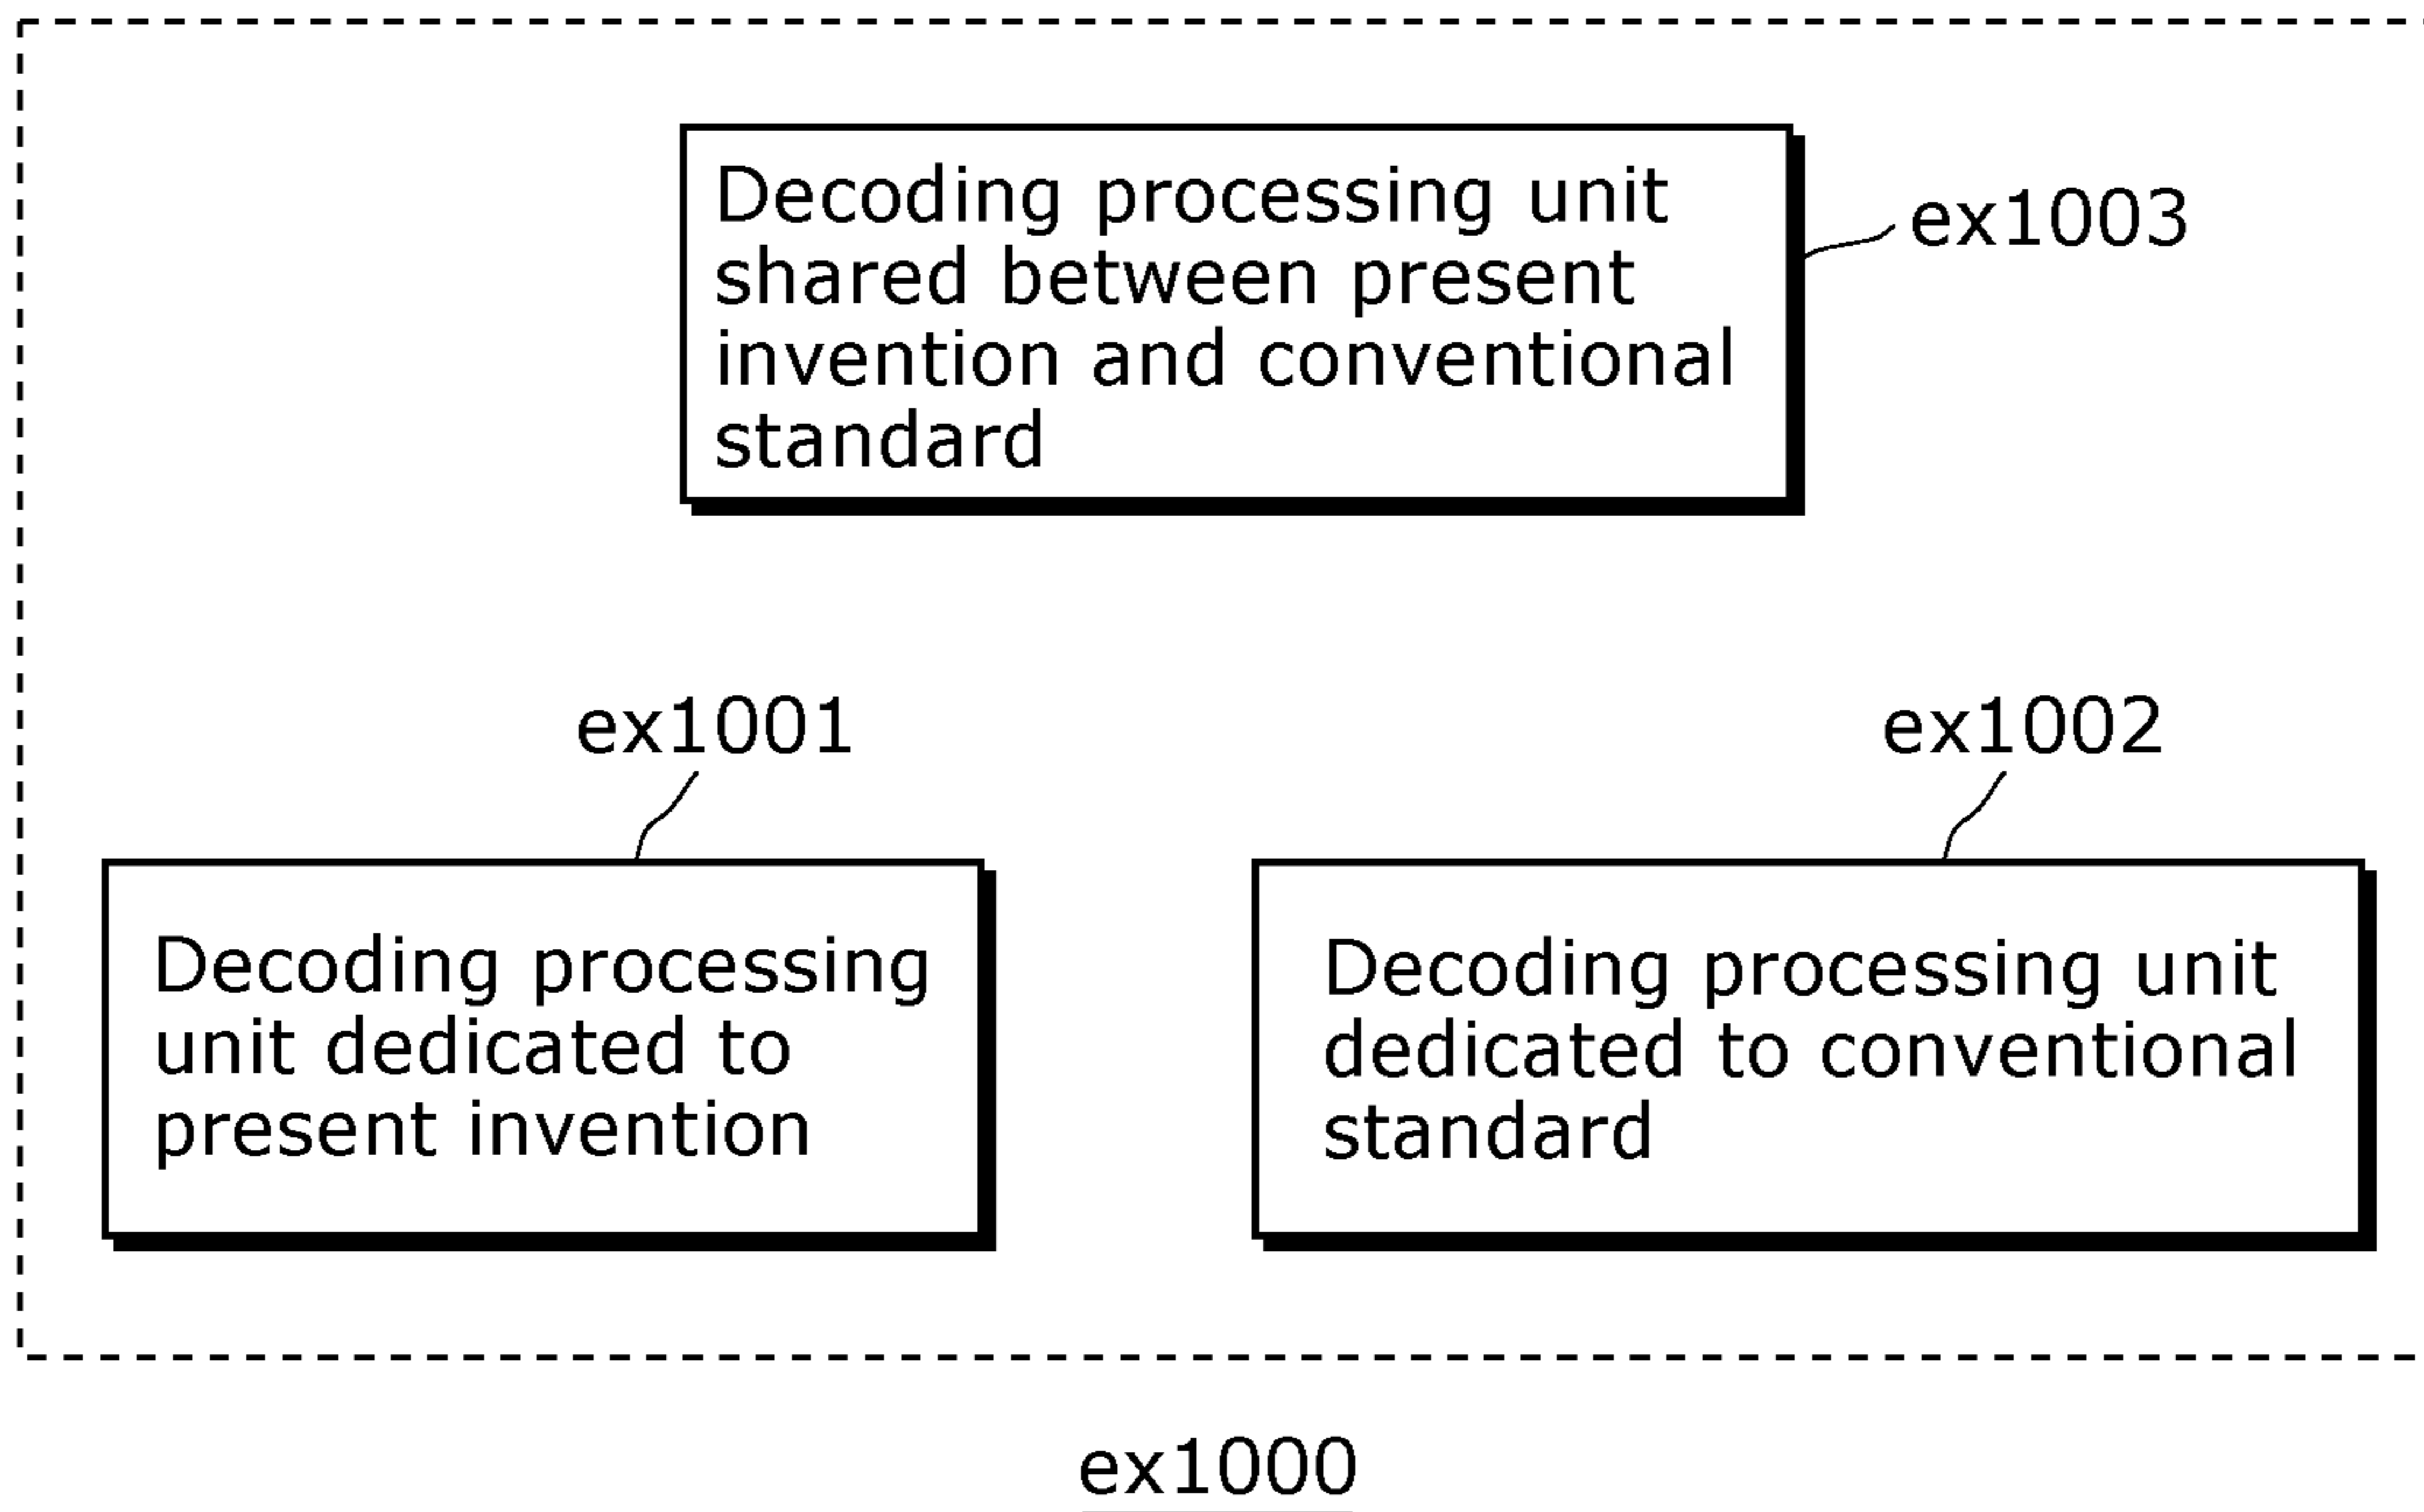 Decoding processing unit
shared between present
invention and conventional
standard
ex1003
ex1001
ex1002
Decoding processing
unit dedicated to
present invention
Decoding processing unit
dedicated to conventional
standard
ex1000